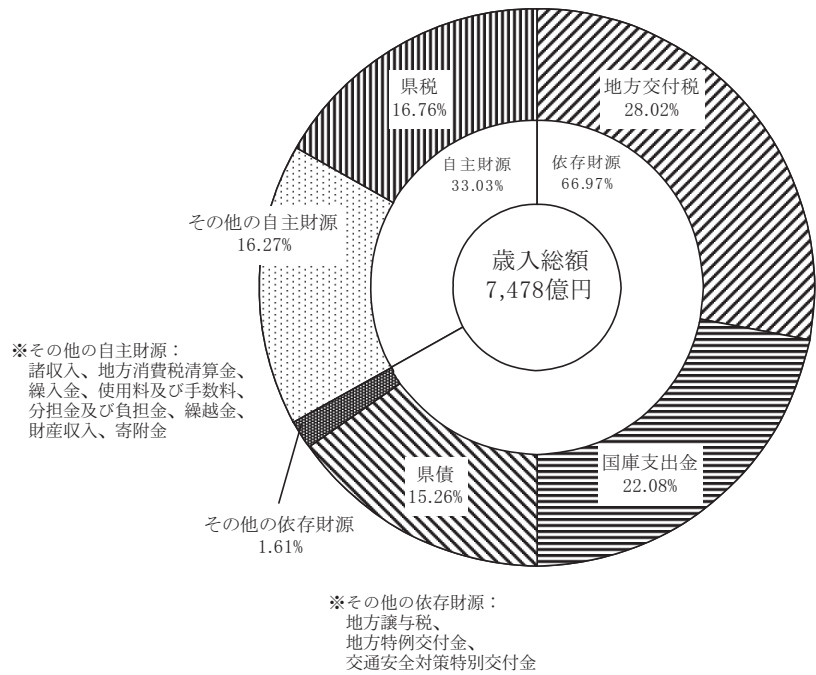 県税
16.76%
地方交付税
28.02%
自主財源
33.03%
依存財源
66.97%
その他の自主財源
16.27%
歳入総額
7,478億円
※その他の自主財源：
諸収入、地方消費税清算金、
繰入金、使用料及び手数料、
分担金及び負担金、繰越金、
財産収入、寄附金
県債
15.26%
国庫支出金
22.08%
その他の依存財源
1.61%
※その他の依存財源：
地方譲与税、
地方特例交付金、
交通安全対策特別交付金